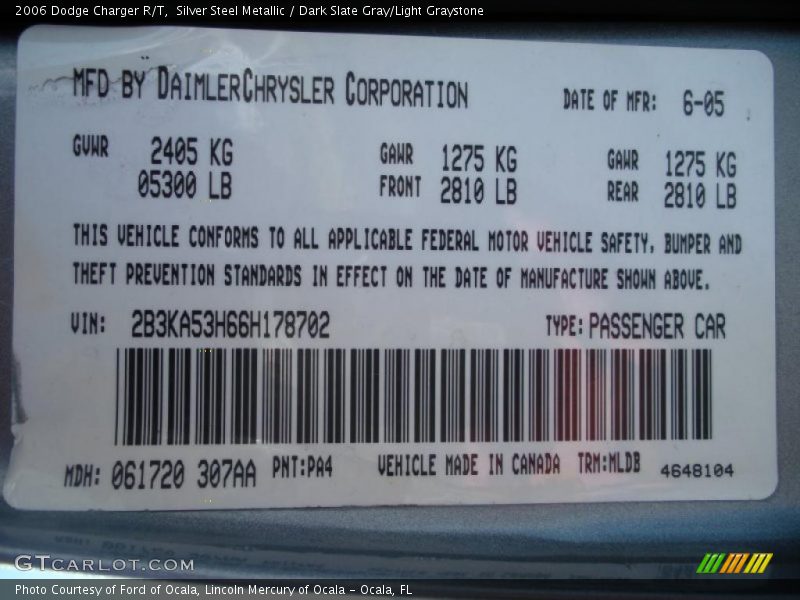 2006 Dodge Charger R/T,  Silver Steel Metallic / Dark Slate Gray/Light Graystone
MFD BY DAIMLERCHRYSLER CORPORATION
DATE OF MFR: 6-05
GVWR 2405 KG GAWR 1275 KG GAWR 1275 KG
05300 LB FRONT 2810 LB REAR 2810 LB
THIS VEHICLE CONFORMS TO ALL APPLICABLE FEDERAL MOTOR VEHICLE SAFETY, BUMPER AND
THEFT PREVENTION STANDARDS IN EFFECT ON THE DATE OF MANUFACTURE SHOWN ABOVE.
VIN: 2B3KA53H66H178702 TYPE: PASSENGER CAR
MDH: 061720 307AA PNT:PA4 VEHICLE MADE IN CANADA TRM:MLDB 4648104
GTCARLOT.COM
Photo Courtesy of Ford of Ocala, Lincoln Mercury of Ocala – Ocala, FL